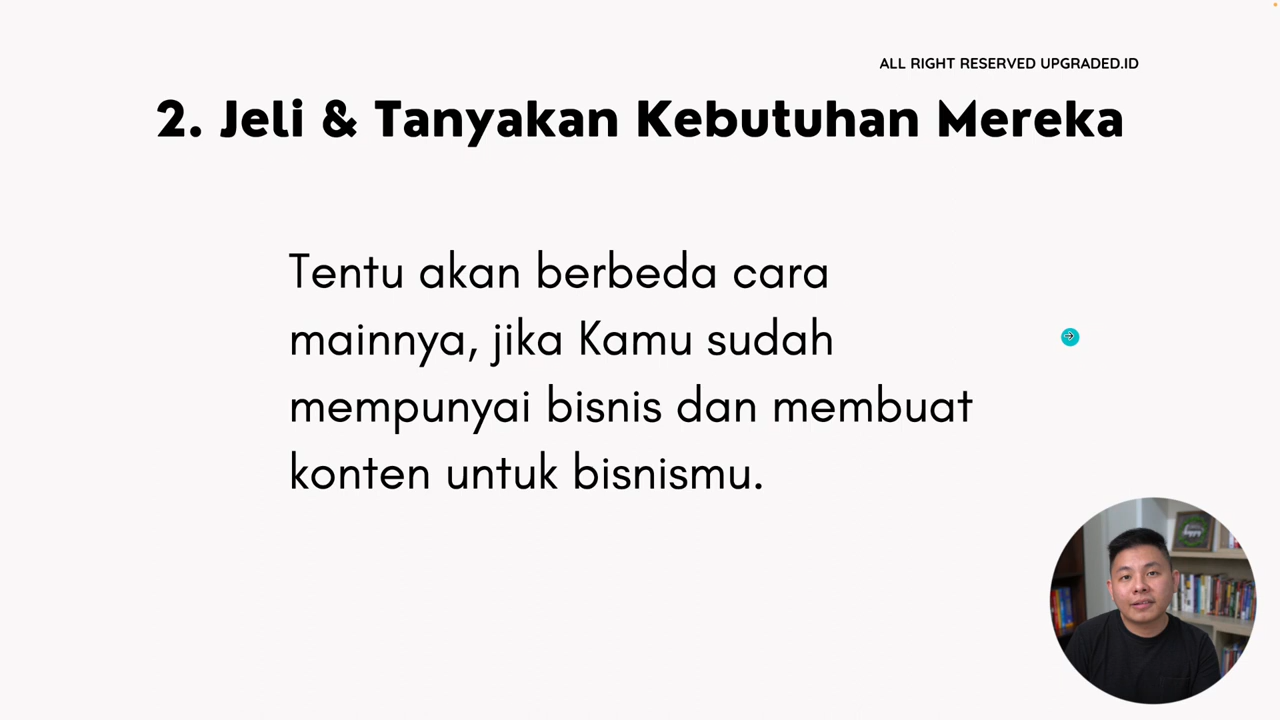 ALL RIGHT RESERVED UPGRADED.ID
2. Jeli & Tanyakan Kebutuhan Mereka
Tentu akan berbeda cara
mainnya, jika Kamu sudah
mempunyai bisnis dan membuat
konten untuk bisnismu.